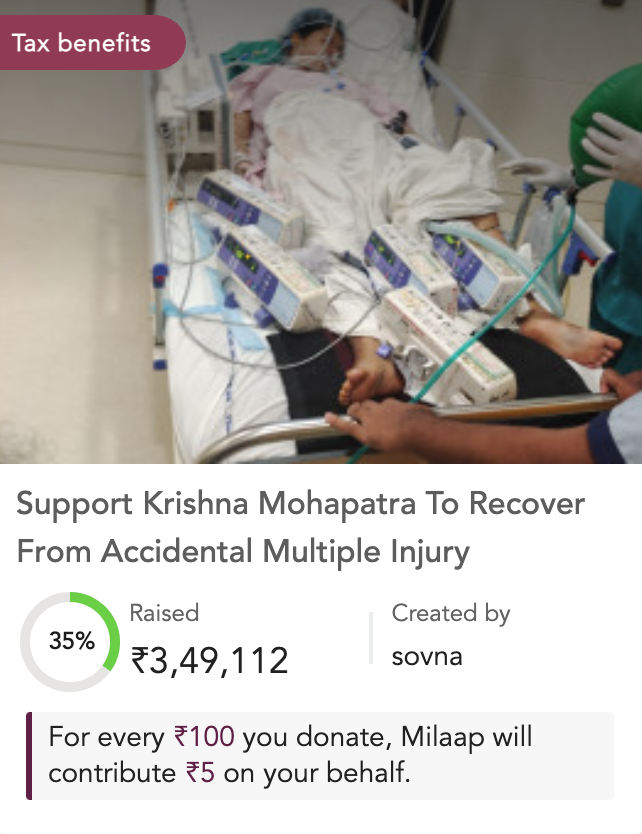 Tax benefits
Support Krishna Mohapatra To Recover
From Accidental Multiple Injury
35%
Raised
₹3,49,112
Created by
sovna
For every ₹100 you donate, Milaap will
contribute ₹5 on your behalf.